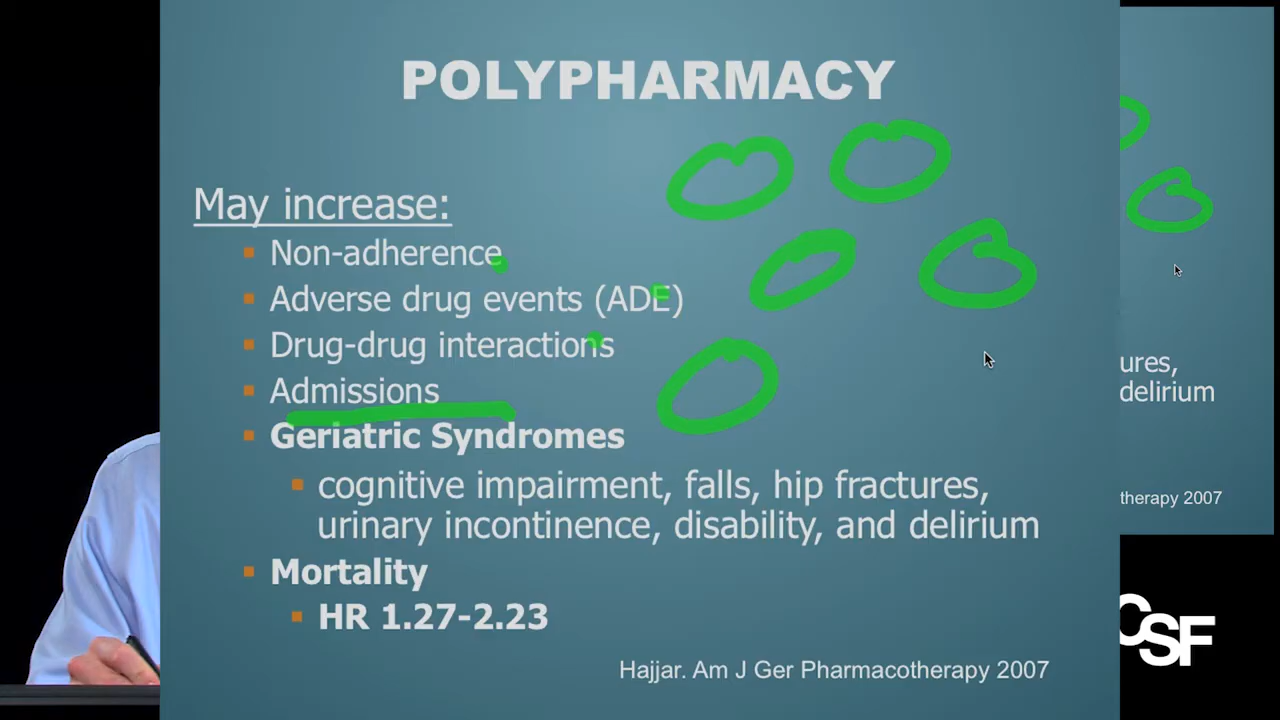 POLYPHARMACY
May increase:
Non-adherence
Adverse drug events (ADE)
Drug-drug interactions
Admissions
Geriatric Syndromes
cognitive impairment, falls, hip fractures,
urinary incontinence, disability, and delirium
Mortality
HR 1.27-2.23
Hajjar. Am J Ger Pharmacotherapy 2007
ures,
delirium
therapy 2007
CSF